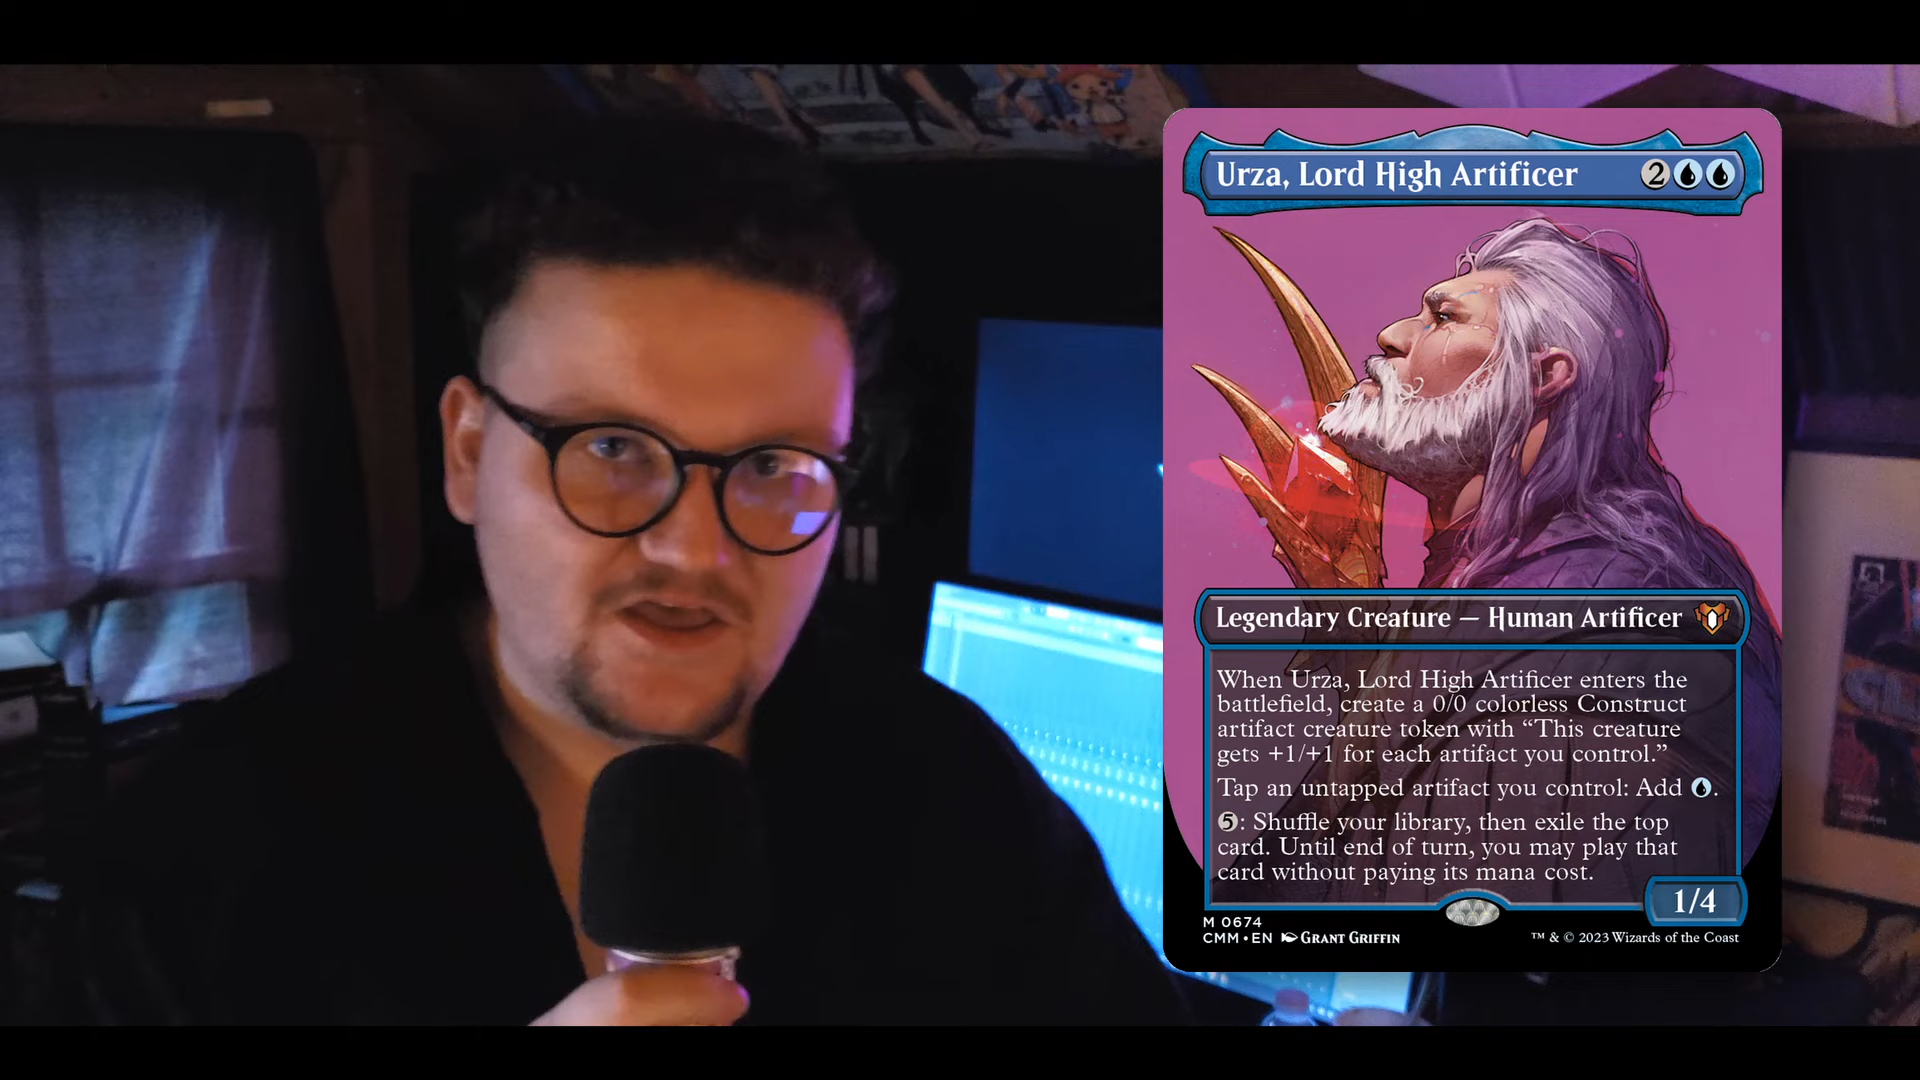 Urza, Lord High Artificer 2
Legendary Creature — Human Artificer
When Urza, Lord High Artificer enters the
battlefield, create a 0/0 colorless Construct
artifact creature token with “This creature
gets +1/+1 for each artifact you control.”
Tap an untapped artifact you control: Add .
5: Shuffle your library, then exile the top
card. Until end of turn, you may play that
card without paying its mana cost.
1/4
M 0674
CMM • EN GRANT GRIFFIN
™ & © 2023 Wizards of the Coast